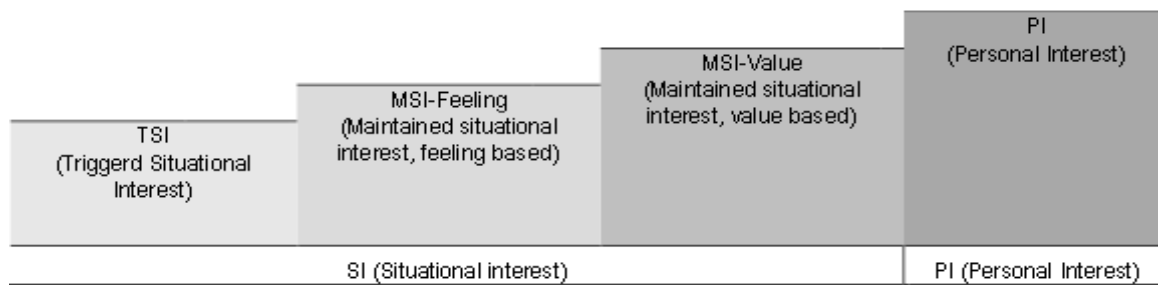 TSI
(Triggerd Situational
Interest)
MSI-Feeling
(Maintained situational
interest, feeling based)
MSI-Value
(Maintained situational
interest, value based)
PI
(Personal Interest)
SI (Situational interest)
PI (Personal Interest)